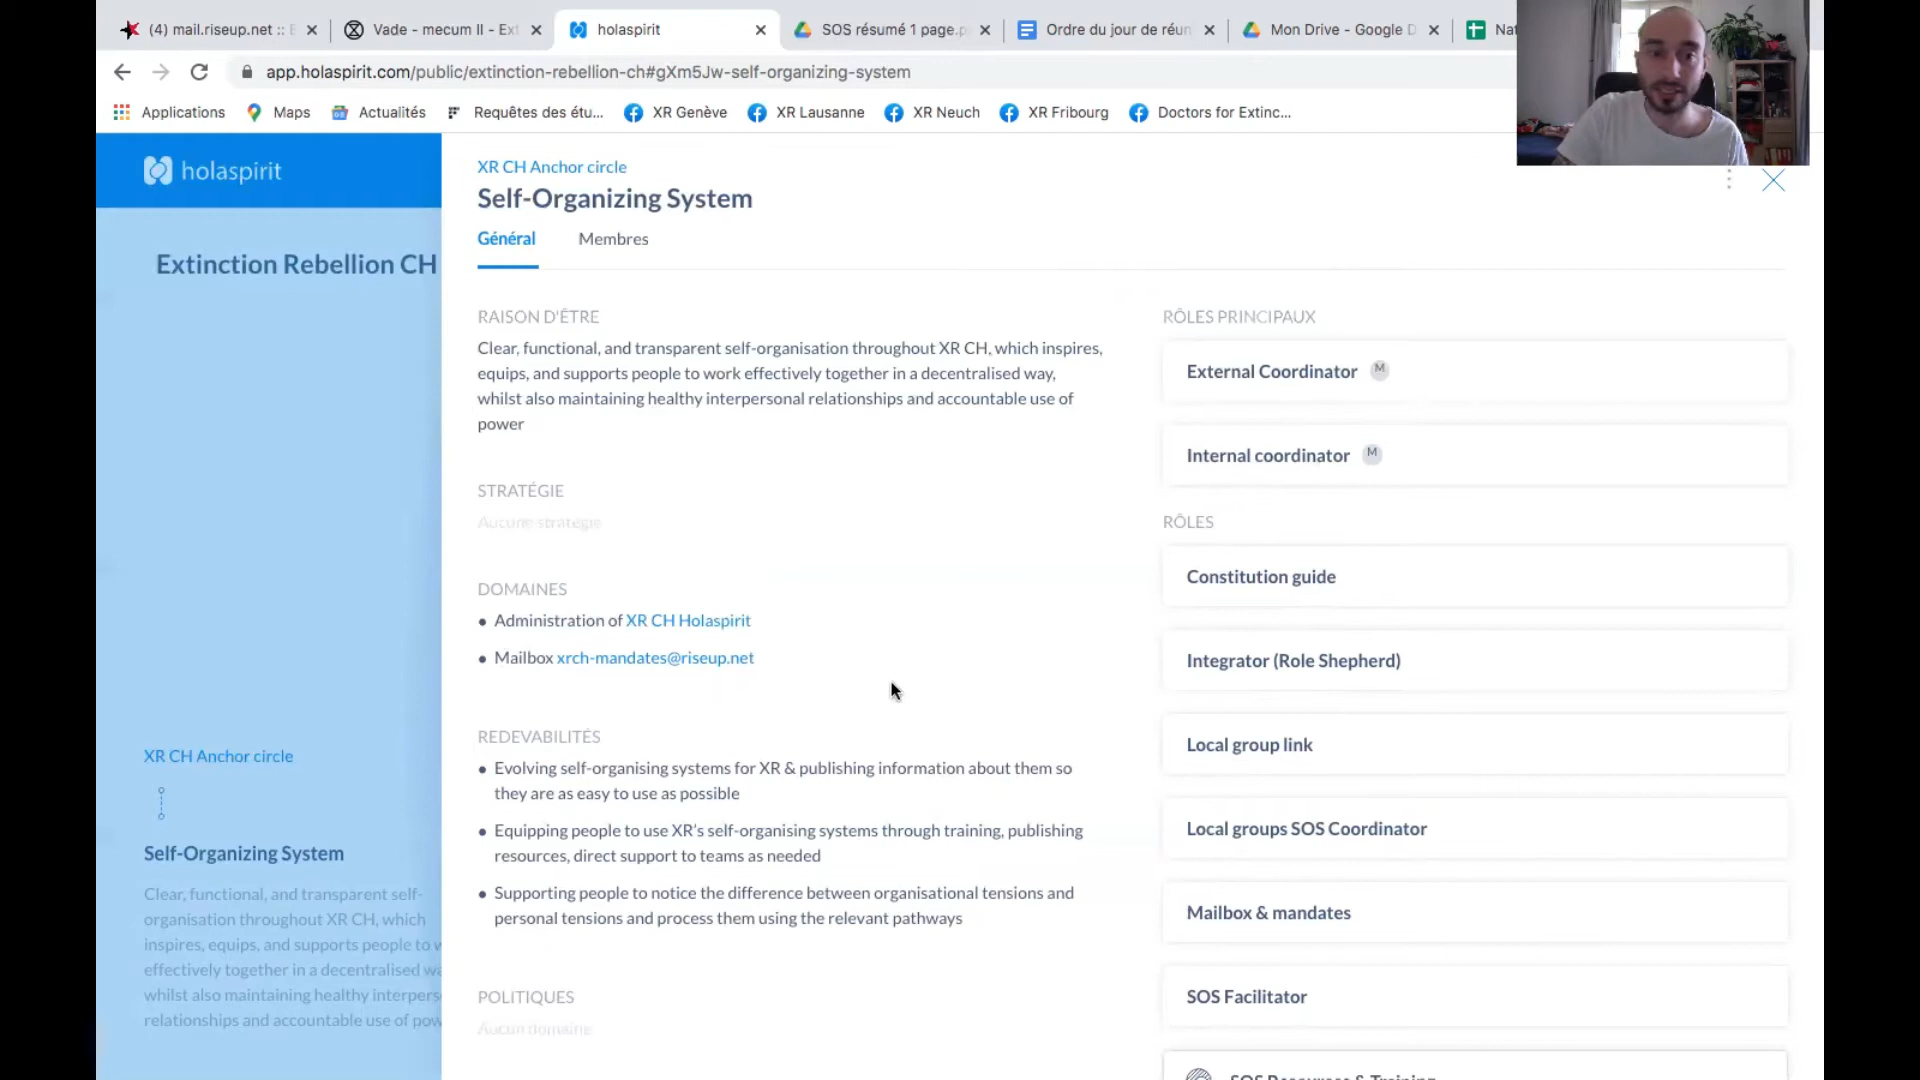 (4) mail.riseup.net :: E
Vade - mecum II - Ext
holaspirit
SOS résumé 1 page.p
Ordre du jour de réun
Mon Drive - Google D
Nat
app.holaspirit.com/public/extinction-rebellion-ch#gXm5Jw-self-organizing-system
Applications
Maps
Actualités
Requêtes des étu...
XR Genève
XR Lausanne
XR Neuch
XR Fribourg
Doctors for Extinc...
holaspirit
Extinction Rebellion CH
XR CH Anchor circle
Self-Organizing System
Clear, functional, and transparent self-
organisation throughout XR CH, which
inspires, equips, and supports people to w
effectively together in a decentralised wa
whilst also maintaining healthy interpers
relationships and accountable use of pow
XR CH Anchor circle
Self-Organizing System
Général
Membres
RAISON D'ÊTRE
Clear, functional, and transparent self-organisation throughout XR CH, which inspires,
equips, and supports people to work effectively together in a decentralised way,
whilst also maintaining healthy interpersonal relationships and accountable use of
power
STRATÉGIE
Aucune stratégie
DOMAINES
• Administration of XR CH Holaspirit
• Mailbox xrch-mandates@riseup.net
REDEVABILITÉS
• Evolving self-organising systems for XR & publishing information about them so
they are as easy to use as possible
• Equipping people to use XR's self-organising systems through training, publishing
resources, direct support to teams as needed
• Supporting people to notice the difference between organisational tensions and
personal tensions and process them using the relevant pathways
POLITIQUES
Aucun domaine
RÔLES PRINCIPAUX
External Coordinator M
Internal coordinator M
RÔLES
Constitution guide
Integrator (Role Shepherd)
Local group link
Local groups SOS Coordinator
Mailbox & mandates
SOS Facilitator
SOS Resources & Training